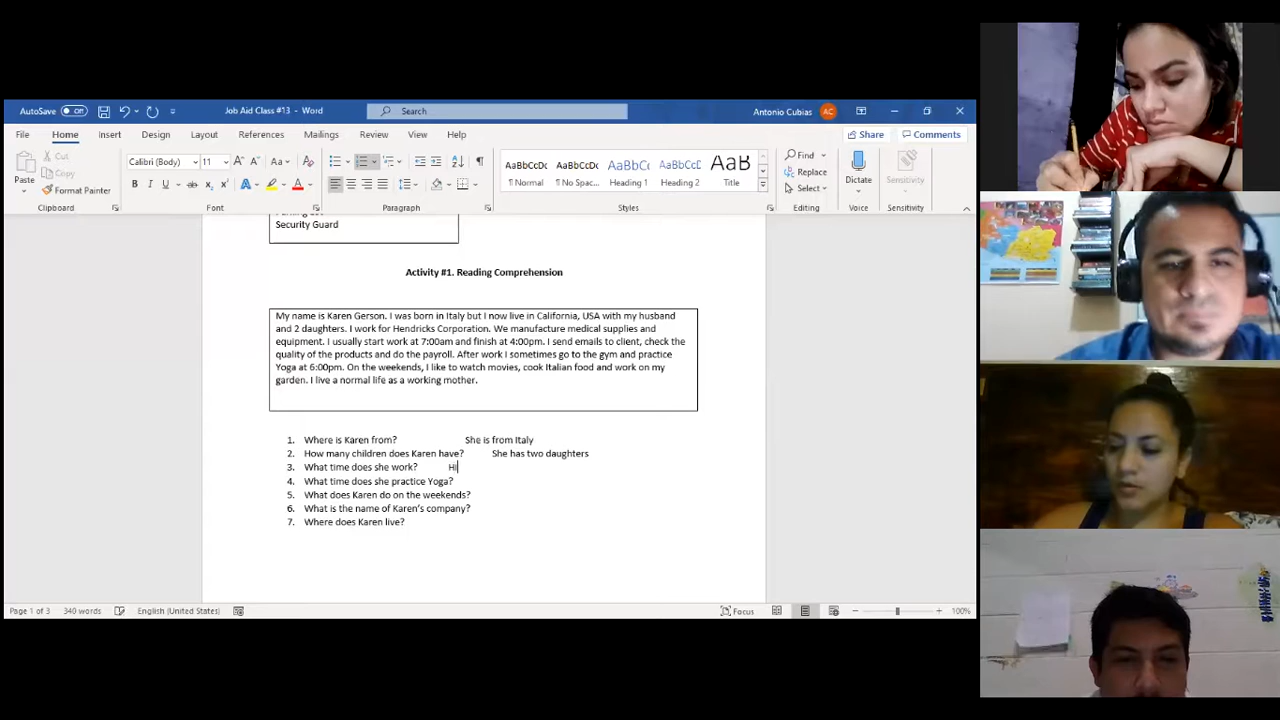 AutoSave Off Job Aid Class #13 - Word Search Antonio Cubias AC
File Home Insert Design Layout References Mailings Review View Help Share Comments
Paste Cut Copy Format Painter
Calibri (Body) 11
AaBbCcDc AaBbCcDc AaBbCc AaBbCcD AaB
¶ Normal ¶ No Spac... Heading 1 Heading 2 Title
Find Replace Select
Dictate Sensitivity
Clipboard Font Paragraph Styles Editing Voice Sensitivity
Security Guard
Activity #1. Reading Comprehension
My name is Karen Gerson. I was born in Italy but I now live in California, USA with my husband
and 2 daughters. I work for Hendricks Corporation. We manufacture medical supplies and
equipment. I usually start work at 7:00am and finish at 4:00pm. I send emails to client, check the
quality of the products and do the payroll. After work I sometimes go to the gym and practice
Yoga at 6:00pm. On the weekends, I like to watch movies, cook Italian food and work on my
garden. I live a normal life as a working mother.
1. Where is Karen from? She is from Italy
2. How many children does Karen have? She has two daughters
3. What time does she work? Hi
4. What time does she practice Yoga?
5. What does Karen do on the weekends?
6. What is the name of Karen's company?
7. Where does Karen live?
Page 1 of 3 340 words English (United States) Focus 100%